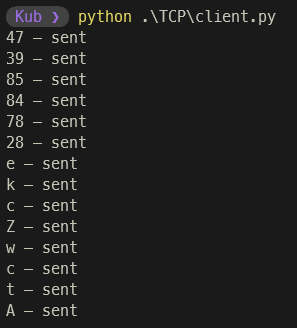 Kub ❯ python .\TCP\client.py
47 – sent
39 – sent
85 – sent
84 – sent
78 – sent
28 – sent
e – sent
k – sent
c – sent
Z – sent
w – sent
c – sent
t – sent
A – sent